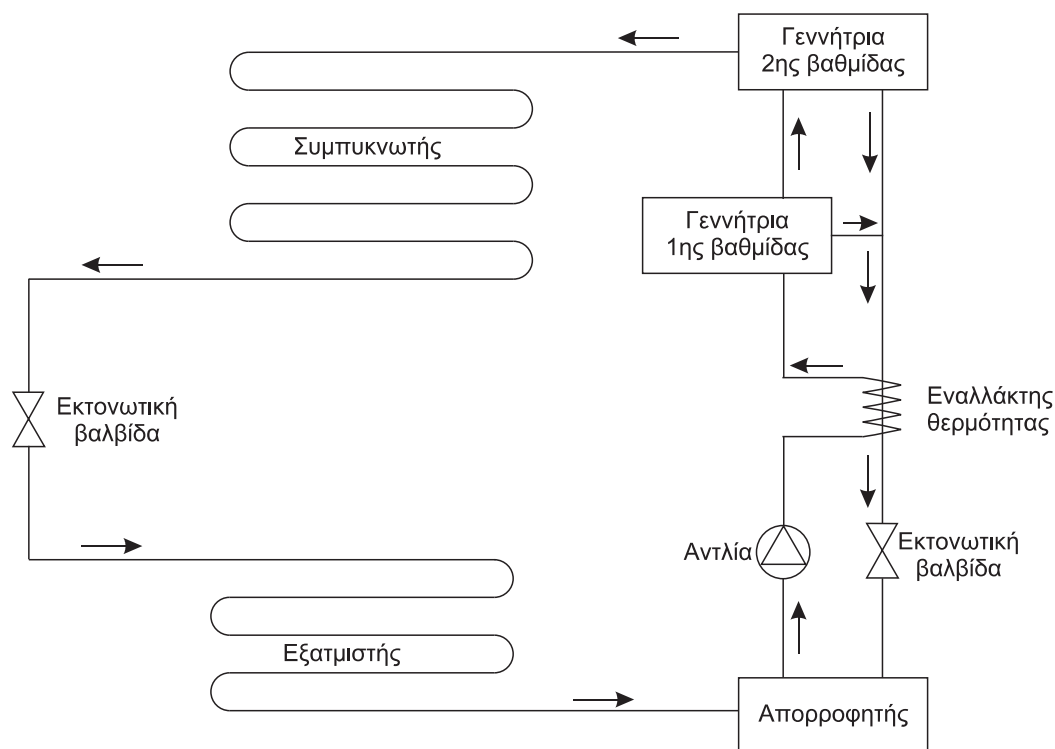 Γεννήτρια
2ης βαθμίδας
Συμπυκνωτής
Γεννήτρια
1ης βαθμίδας
Εκτονωτική
βαλβίδα
Εναλλάκτης
θερμότητας
Αντλία
Εκτονωτική
βαλβίδα
Εξατμιστής
Απορροφητής